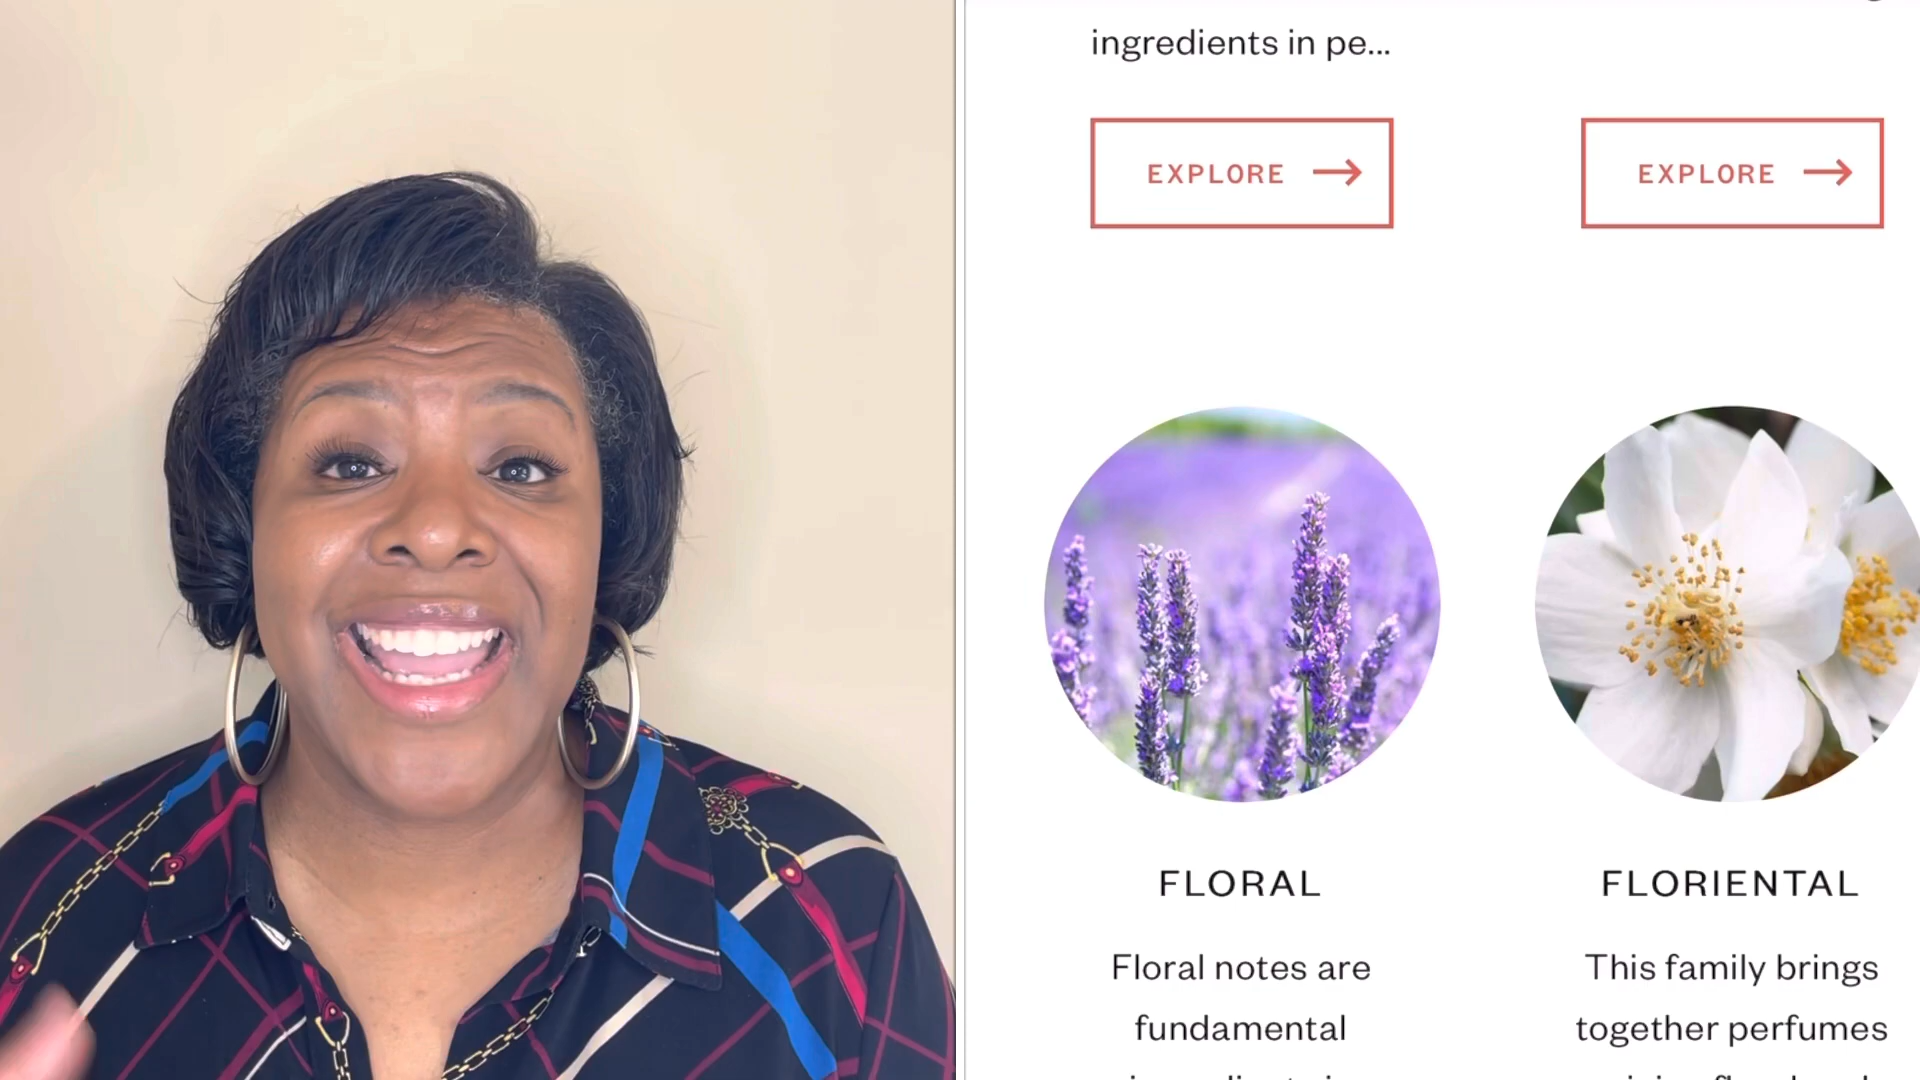 ingredients in pe...
EXPLORE
EXPLORE
FLORAL
FLORIENTAL
Floral notes are
fundamental
This family brings
together perfumes